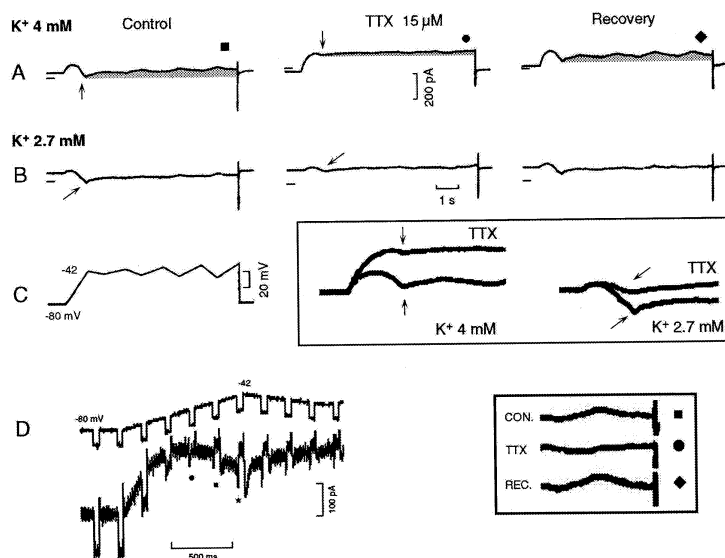 K+ 4 mM
Control
TTX 15 µM
Recovery
A
200 pA
K+ 2.7 mM
B
1 s
C
-42
-80 mV
20 mV
TTX
K+ 4 mM
TTX
K+ 2.7 mM
D
-80 mV
-42
100 pA
500 ms
CON.
TTX
REC.